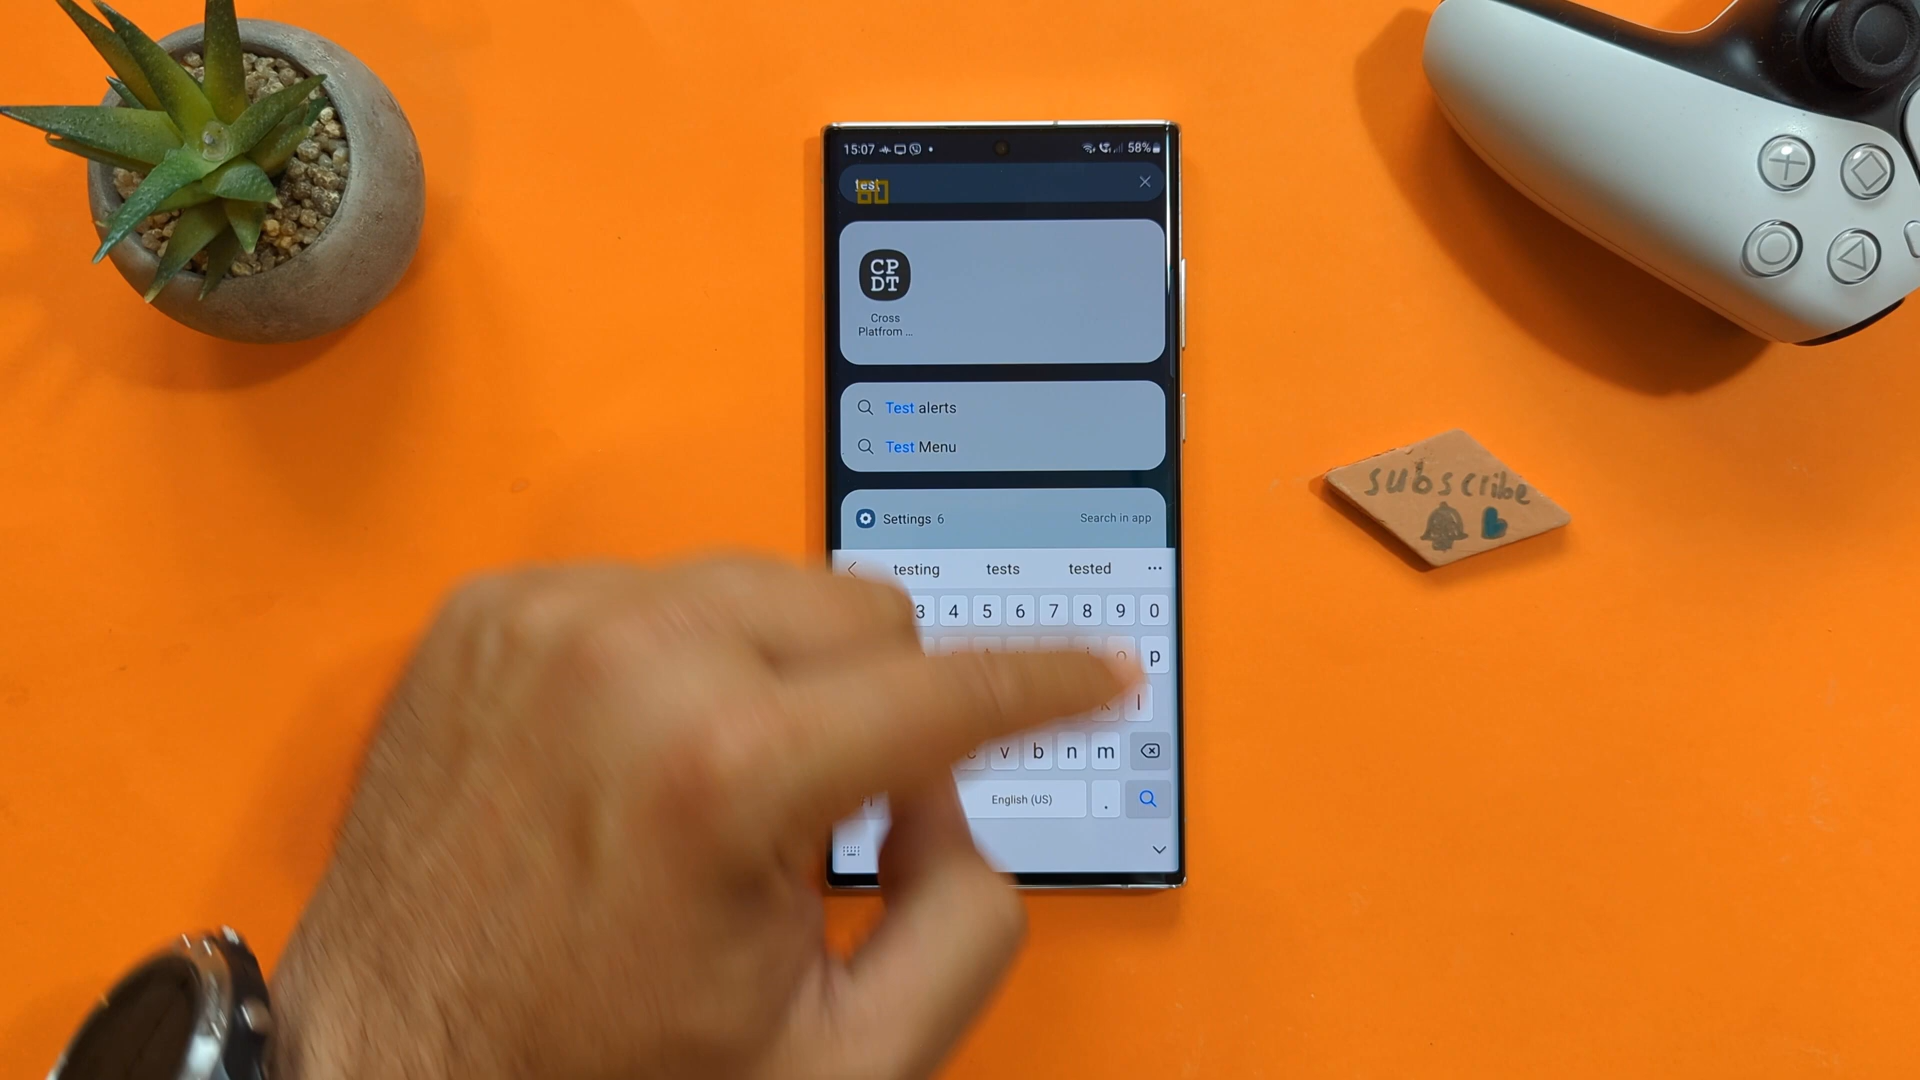 15:07 58%
test
CP
DT
Cross
Platfrom ...
Test alerts
Test Menu
Settings 6 Search in app
testing tests tested
3 4 5 6 7 8 9 0
p
k l
c v b n m
English (US) .
subscribe